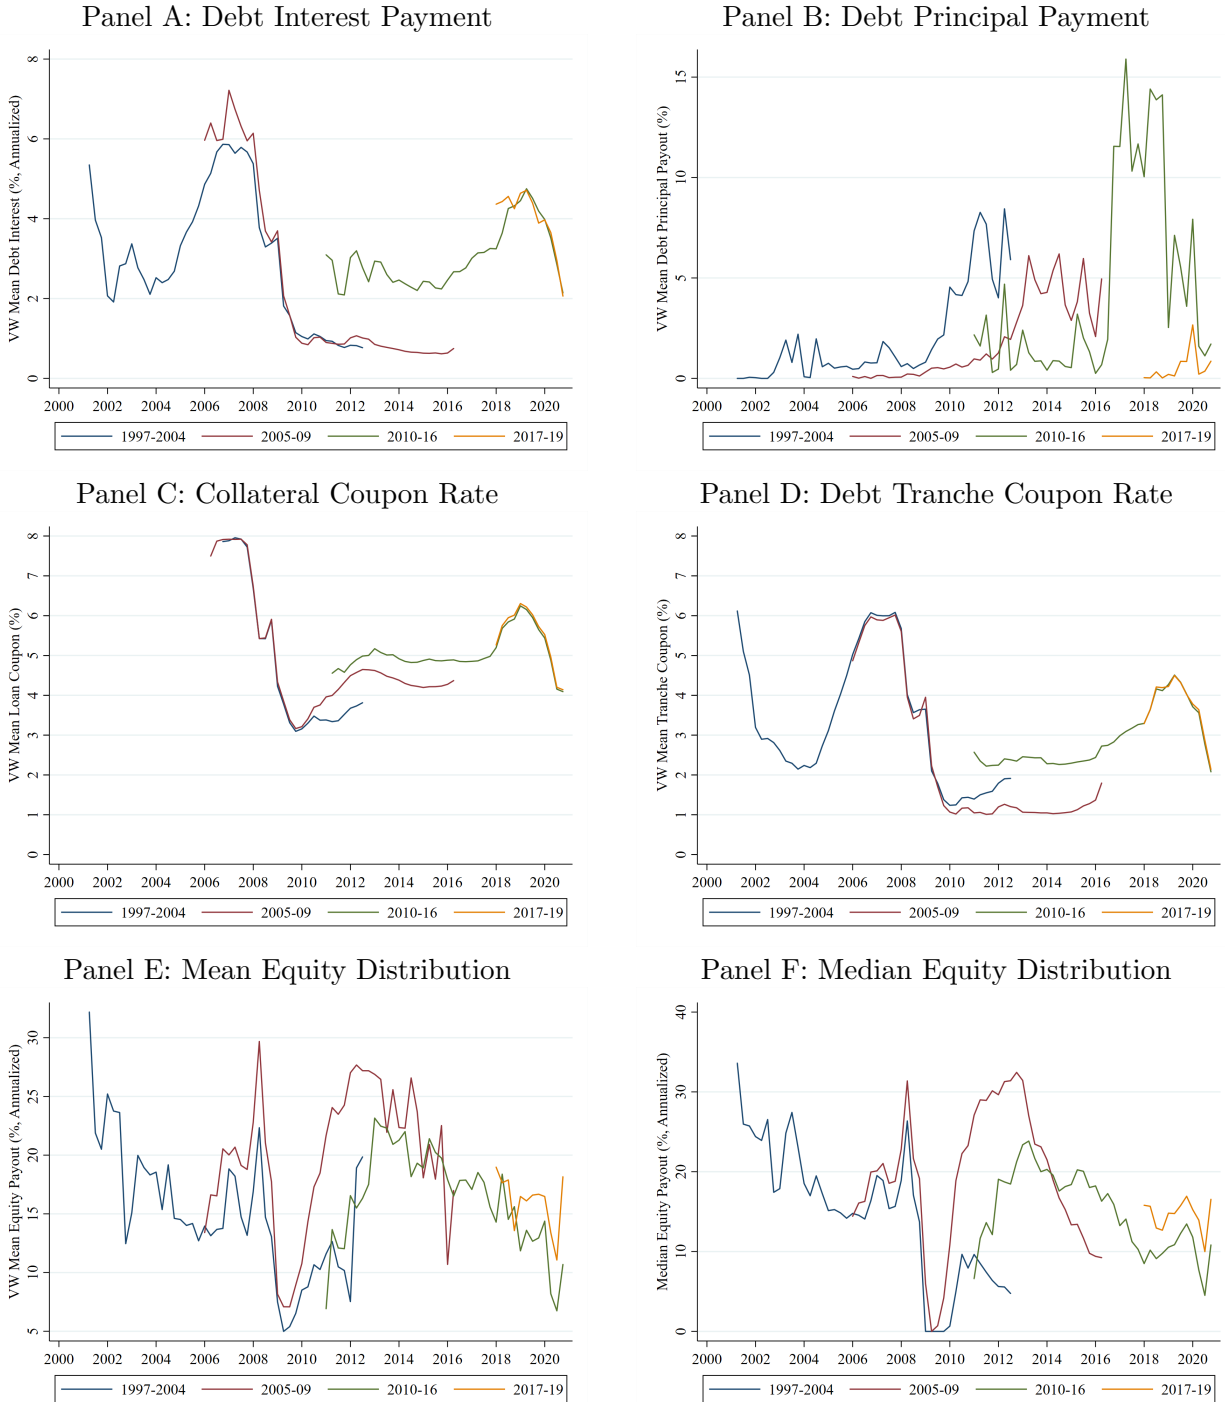 Panel A: Debt Interest Payment
VW Mean Debt Interest (%, Annualized)
8
6
4
2
0
2000 2002 2004 2006 2008 2010 2012 2014 2016 2018 2020
1997-2004 2005-09 2010-16 2017-19
Panel B: Debt Principal Payment
VW Mean Debt Principal Payout (%)
15
10
5
0
2000 2002 2004 2006 2008 2010 2012 2014 2016 2018 2020
1997-2004 2005-09 2010-16 2017-19
Panel C: Collateral Coupon Rate
VW Mean Loan Coupon (%)
8
7
6
5
4
3
2
1
0
2000 2002 2004 2006 2008 2010 2012 2014 2016 2018 2020
1997-2004 2005-09 2010-16 2017-19
Panel D: Debt Tranche Coupon Rate
VW Mean Tranche Coupon (%)
8
7
6
5
4
3
2
1
0
2000 2002 2004 2006 2008 2010 2012 2014 2016 2018 2020
1997-2004 2005-09 2010-16 2017-19
Panel E: Mean Equity Distribution
VW Mean Equity Payout (%, Annualized)
30
25
20
15
10
5
2000 2002 2004 2006 2008 2010 2012 2014 2016 2018 2020
1997-2004 2005-09 2010-16 2017-19
Panel F: Median Equity Distribution
Median Equity Payout (%, Annualized)
40
30
20
10
0
2000 2002 2004 2006 2008 2010 2012 2014 2016 2018 2020
1997-2004 2005-09 2010-16 2017-19